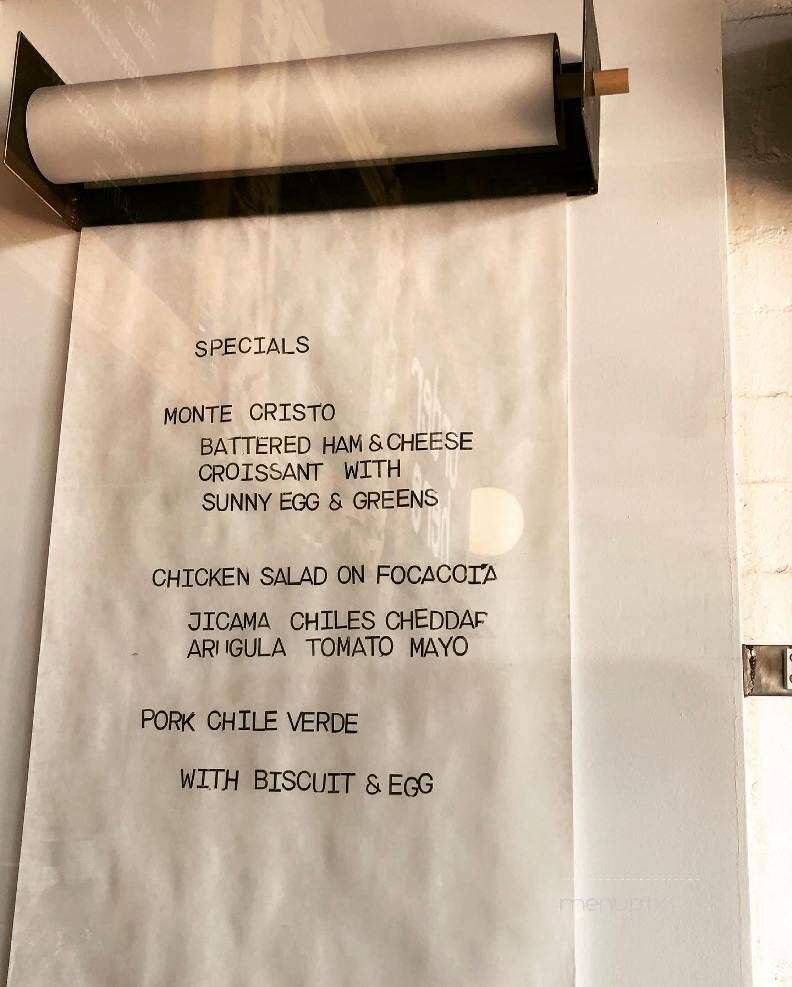 SPECIALS
MONTE CRISTO
BATTERED HAM & CHEESE
CROISSANT WITH
SUNNY EGG & GREENS
CHICKEN SALAD ON FOCACOIA
JICAMA CHILES CHEDDAR
ARUGULA TOMATO MAYO
PORK CHILE VERDE
WITH BISCUIT & EGG